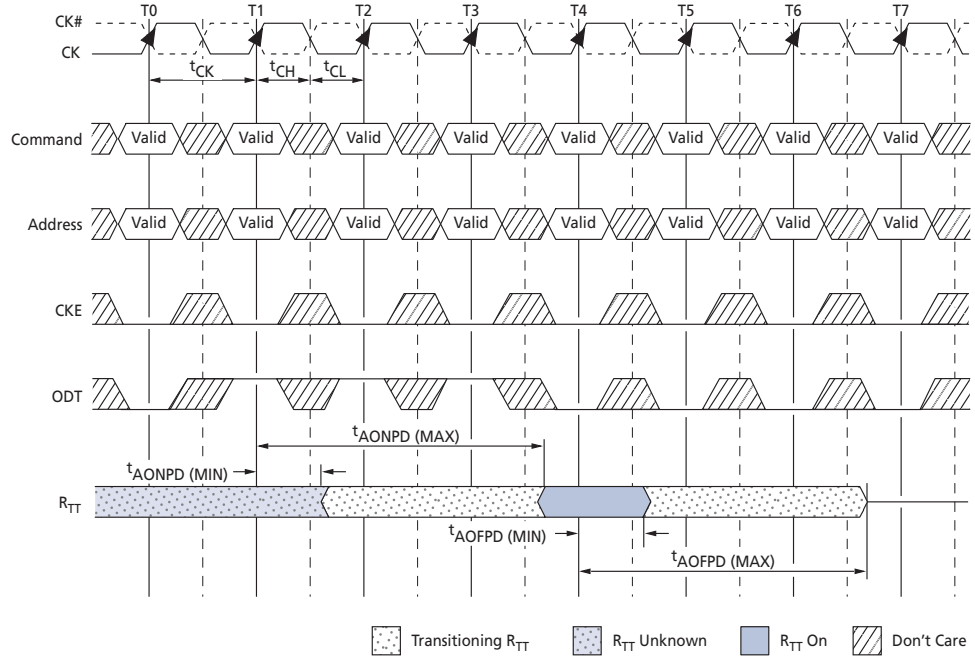 T0 T1 T2 T3 T4 T5 T6 T7
CK#
CK
tCK tCH tCL
Command Valid Valid Valid Valid Valid Valid Valid Valid
Address Valid Valid Valid Valid Valid Valid Valid Valid
CKE
ODT
tAONPD (MAX)
tAONPD (MIN)
RTT
tAOFPD (MIN)
tAOFPD (MAX)
Transitioning RTT RTT Unknown RTT On Don't Care